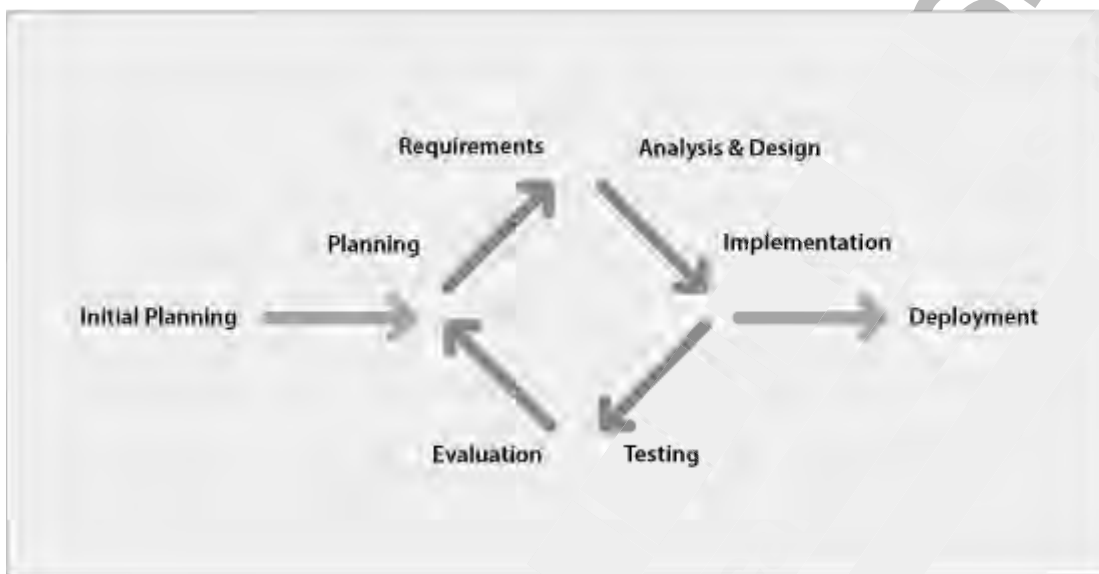 Requirements
Analysis & Design
Planning
Implementation
Initial Planning
Deployment
Evaluation
Testing